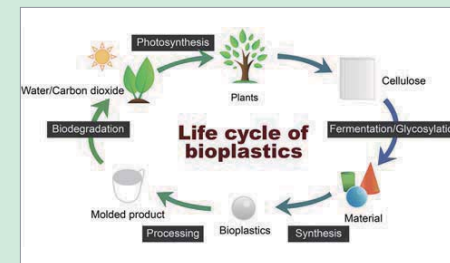 Photosynthesis
Water/Carbon dioxide
Plants
Cellulose
Biodegradation
Life cycle of
bioplastics
Fermentation/Glycosylatio
Molded product
Bioplastics
Material
Processing
Synthesis